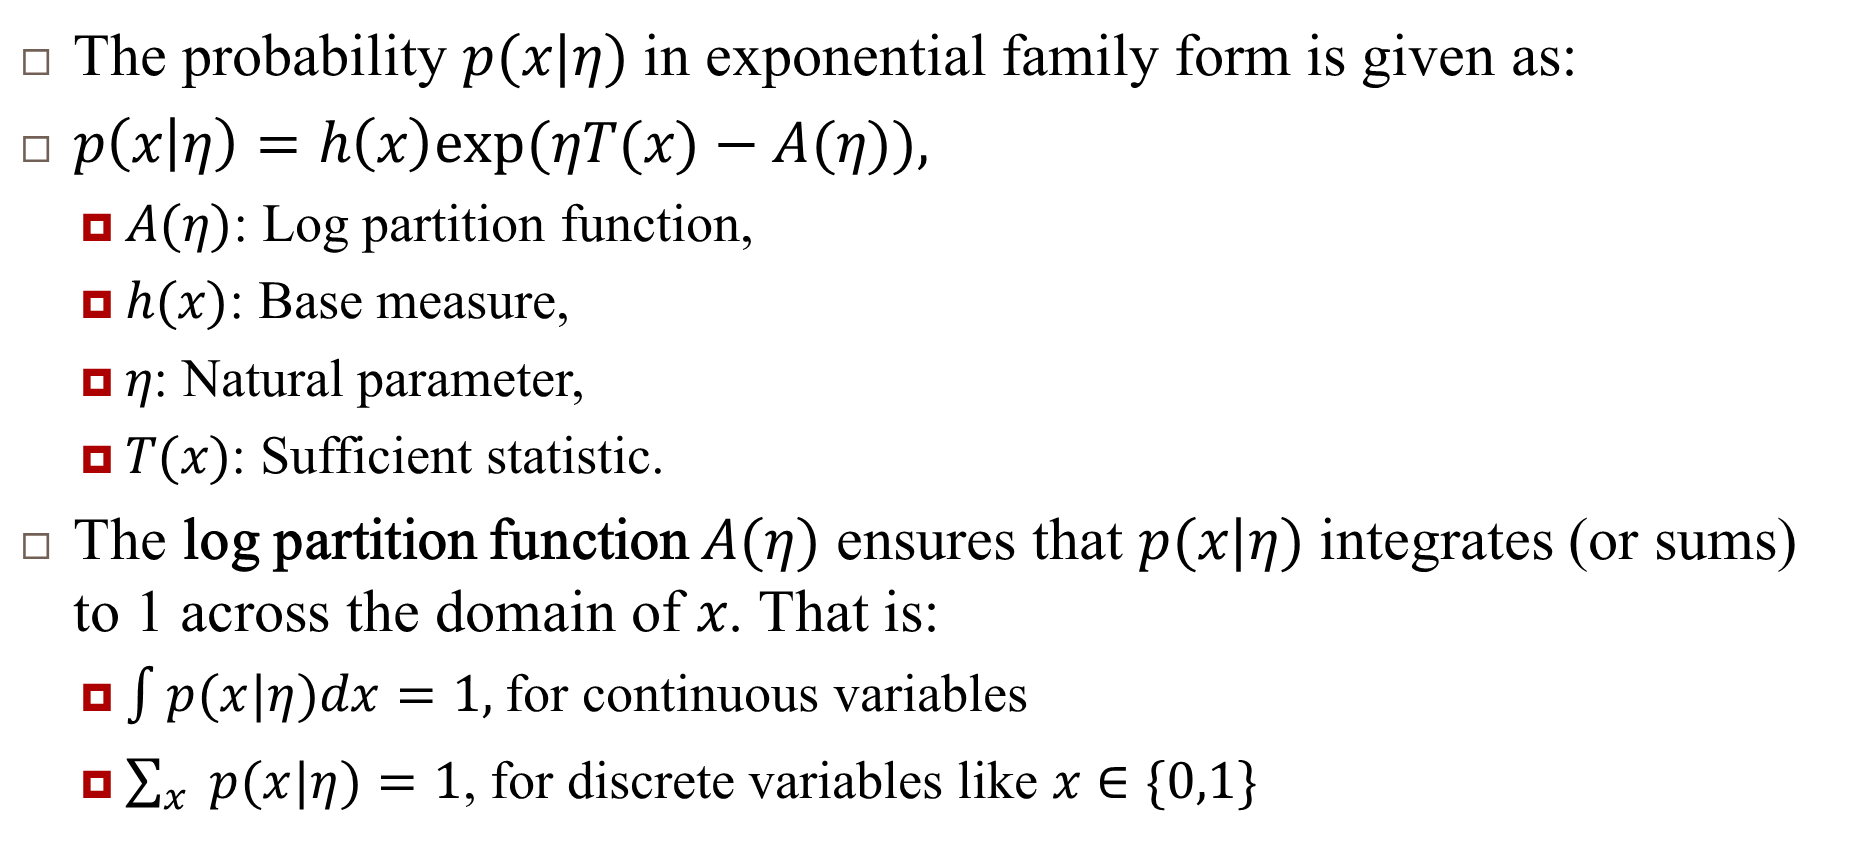 The probability 𝑝(𝑥|𝜂) in exponential family form is given as:
𝑝(𝑥|𝜂) = ℎ(𝑥)exp(𝜂𝑇(𝑥) − 𝐴(𝜂)),
𝐴(𝜂): Log partition function,
ℎ(𝑥): Base measure,
𝜂: Natural parameter,
𝑇(𝑥): Sufficient statistic.
The log partition function 𝐴(𝜂) ensures that 𝑝(𝑥|𝜂) integrates (or sums)
to 1 across the domain of 𝑥. That is:
∫ 𝑝(𝑥|𝜂)𝑑𝑥 = 1, for continuous variables
∑ₓ 𝑝(𝑥|𝜂) = 1, for discrete variables like 𝑥 ∈ {0,1}